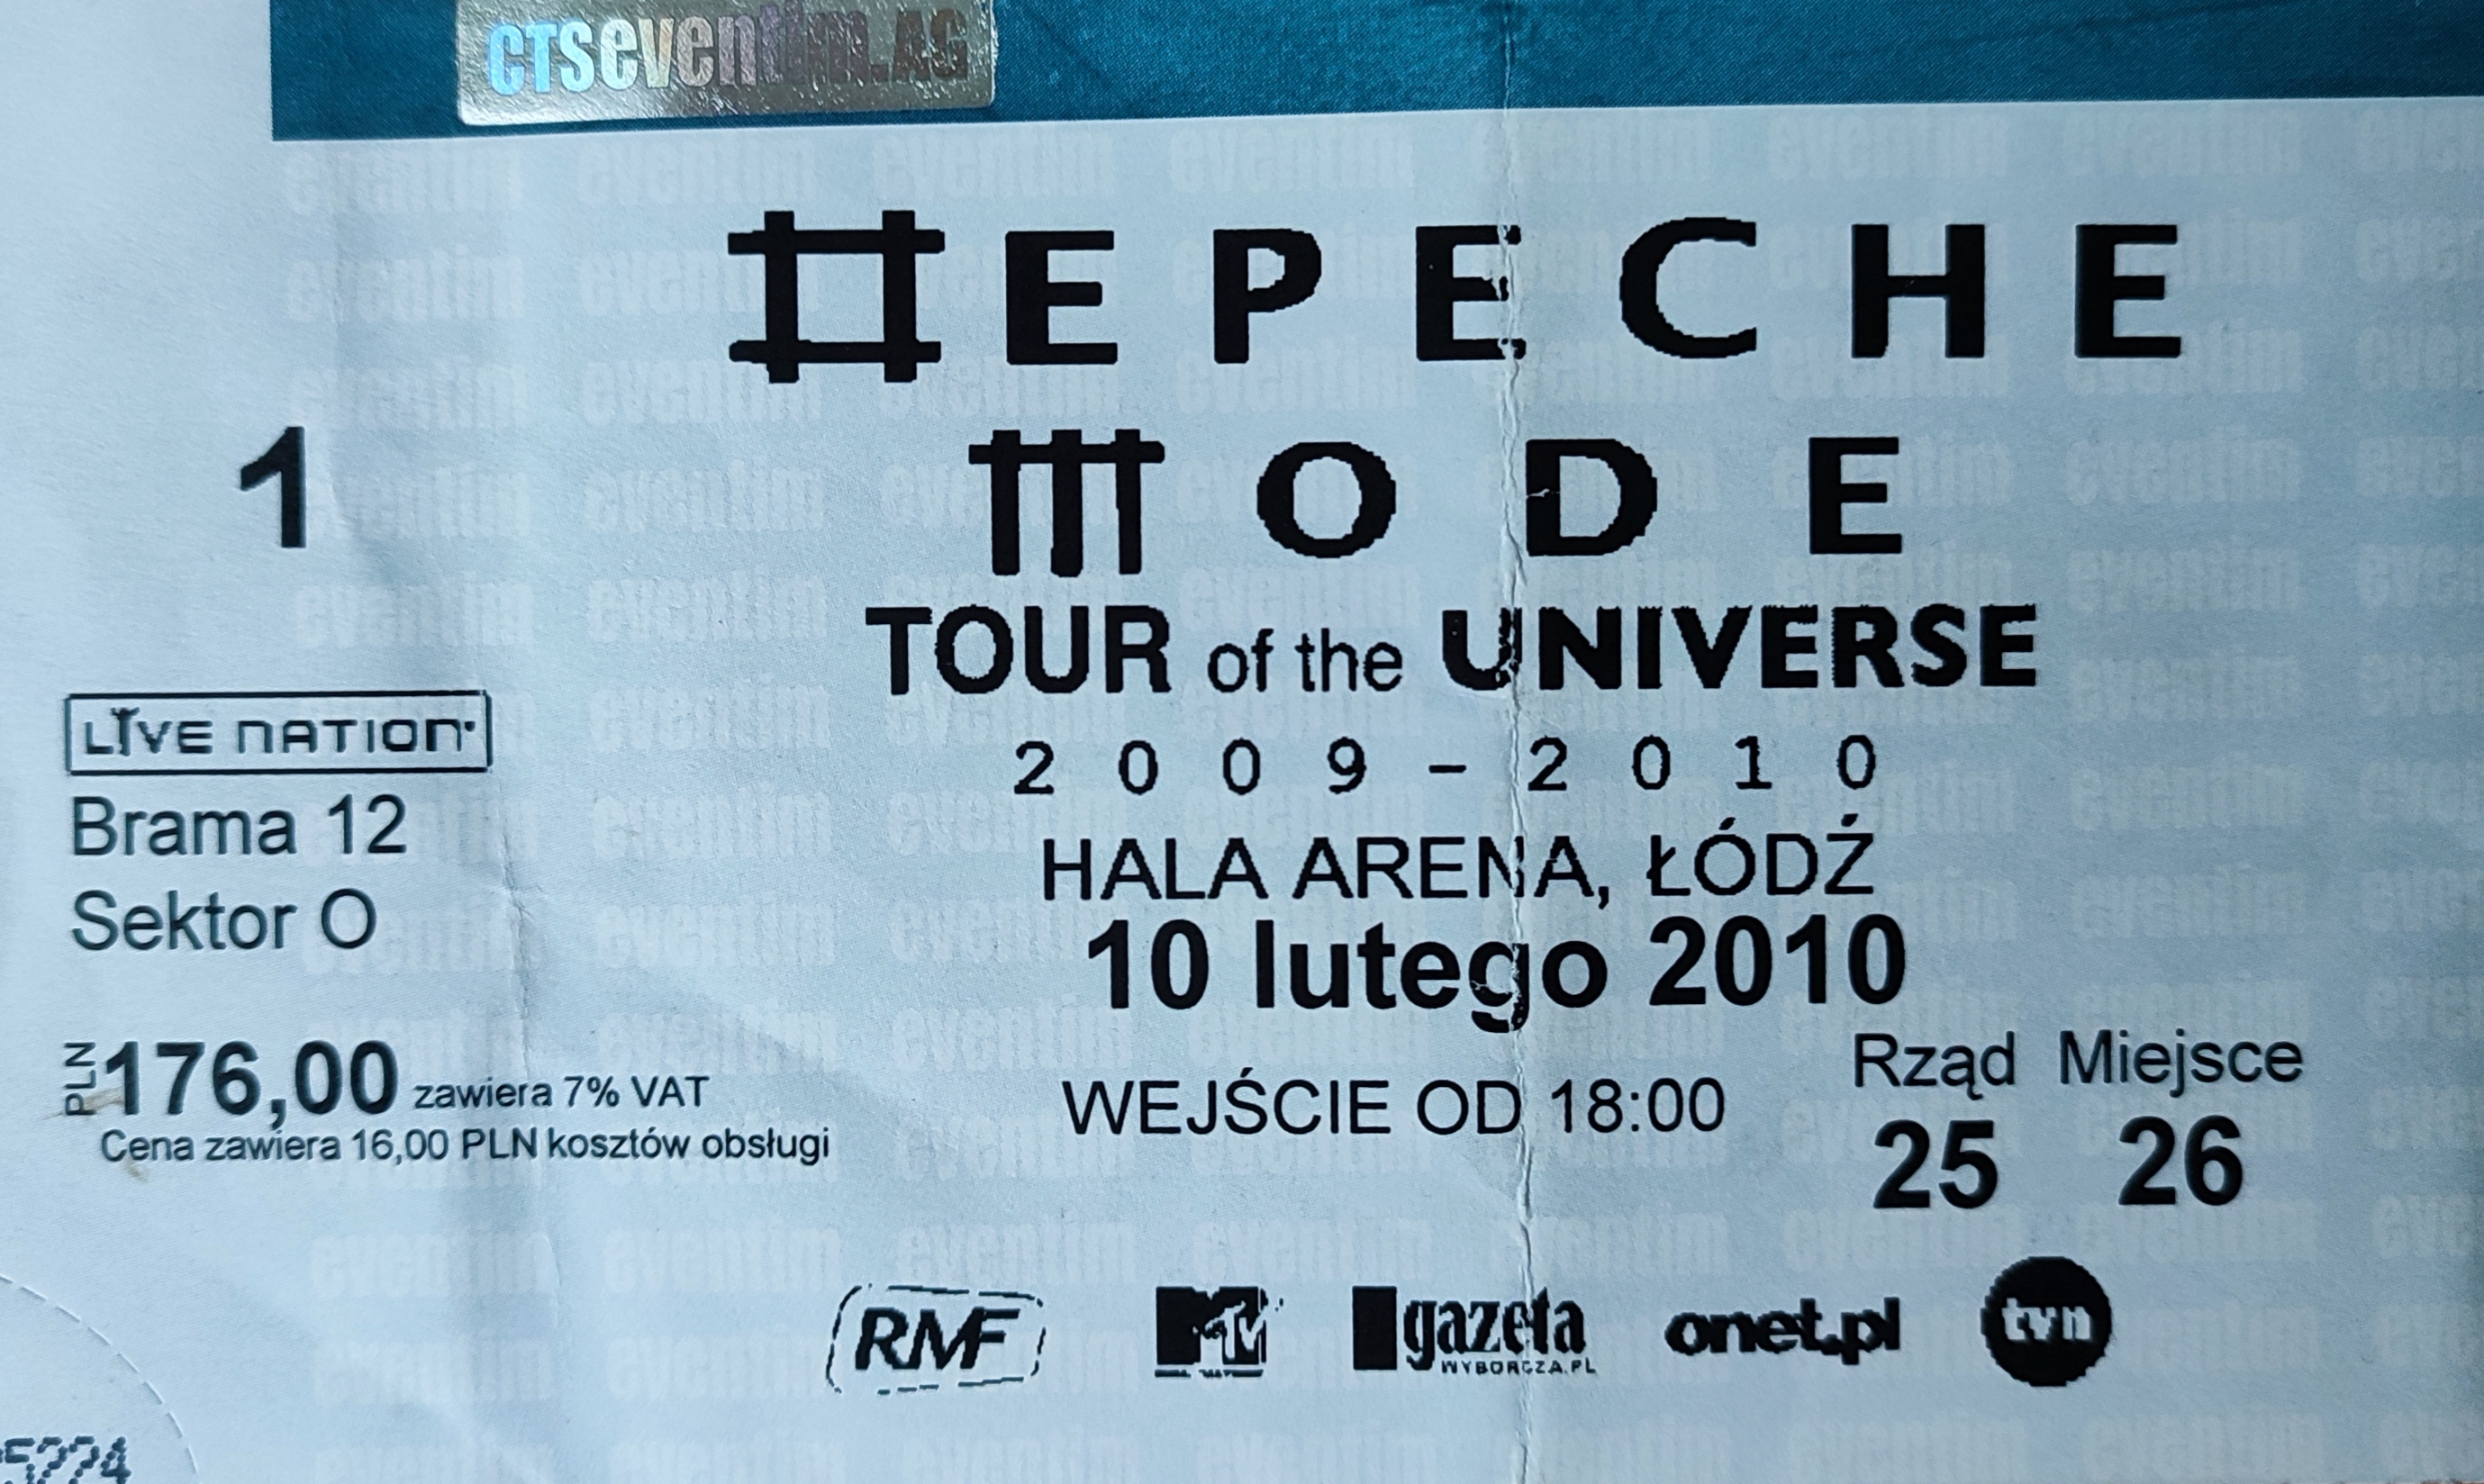 CTSeventim.AG
DEPECHE
MODE
TOUR of the UNIVERSE
2009-2010
HALA ARENA, ŁÓDŹ
10 lutego 2010
WEJŚCIE OD 18:00
Rząd Miejsce
25 26
1
LIVE NATION
Brama 12
Sektor O
PLN 176,00 zawiera 7% VAT
Cena zawiera 16,00 PLN kosztów obsługi
RMF
MTV
gazeta
WYBORCZA.PL
onet.pl
tvn
5224